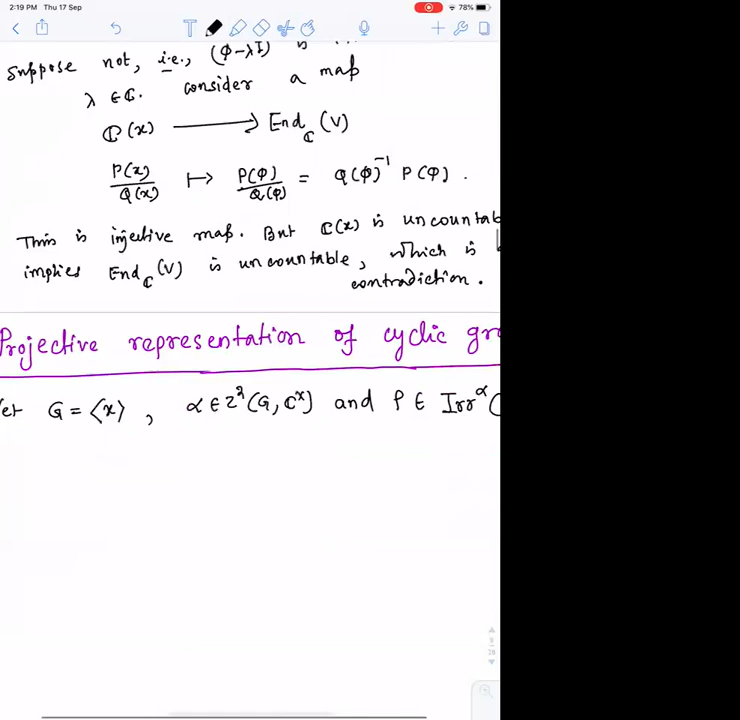 2:19 PM Thu 17 Sep
78%
Suppose not, i.e., (φ-λI) is
λ ∈ ℂ. consider a map
ℂ(x) ⟶ End_ℂ(V)
P(x)/Q(x) ↦ P(φ)/Q(φ) = Q(φ)^{-1} P(φ).
This is injective map. But ℂ(x) is uncountab
implies End_ℂ(V) is uncountable, which is
contradiction.
Projective representation of cyclic gr
et G = ⟨x⟩, α ∈ Z²(G, ℂ^×) and ρ ∈ Irr^α(